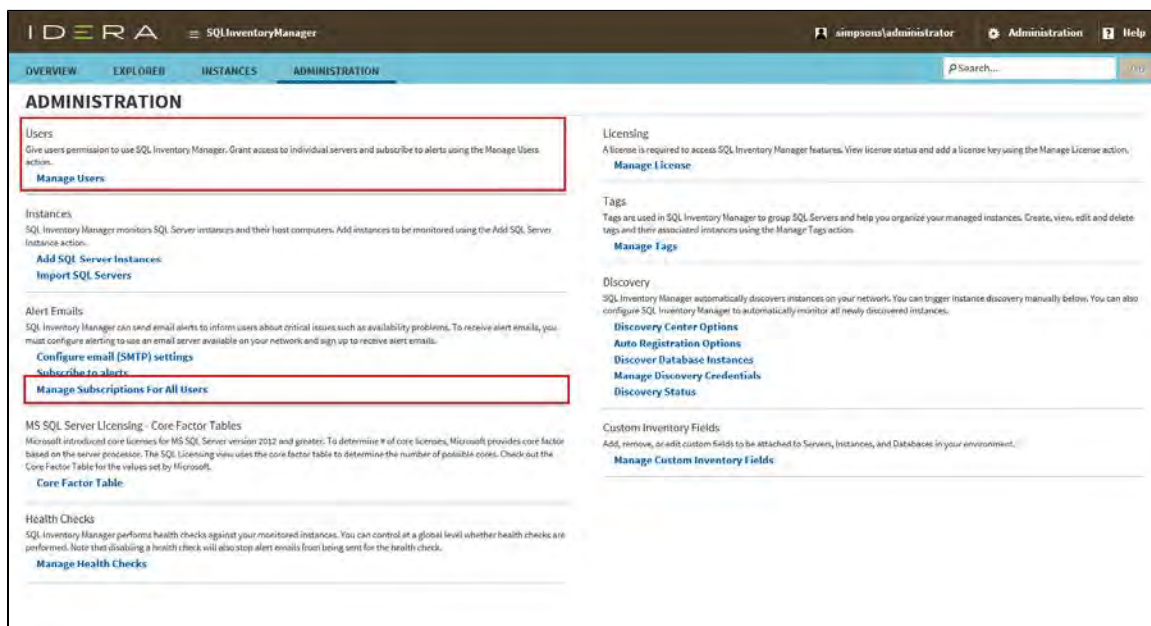 IDERA
≡ SQLInventoryManager
simpsons\administrator
Administration
? Help
OVERVIEW
EXPLORER
INSTANCES
ADMINISTRATION
Search...
ADMINISTRATION
Users
Give users permission to use SQL Inventory Manager. Grant access to individual servers and subscribe to alerts using the Manage Users
action.
Manage Users
Instances
SQL Inventory Manager monitors SQL Server instances and their host computers. Add instances to be monitored using the Add SQL Server
Instance action.
Add SQL Server Instances
Import SQL Servers
Alert Emails
SQL Inventory Manager can send email alerts to inform users about critical issues such as availability problems. To receive alert emails, you
must configure alerting to use an email server available on your network and sign up to receive alert emails.
Configure email (SMTP) settings
Subscribe to alerts
Manage Subscriptions For All Users
MS SQL Server Licensing - Core Factor Tables
Microsoft introduced core licenses for MS SQL Server version 2012 and greater. To determine # of core licenses, Microsoft provides core factor
based on the server processor. The SQL Licensing view uses the core factor table to determine the number of possible cores. Check out the
Core Factor Table for the values set by Microsoft.
Core Factor Table
Health Checks
SQL Inventory Manager performs health checks against your monitored instances. You can control at a global level whether health checks are
performed. Note that disabling a health check will also stop alert emails from being sent for the health check.
Manage Health Checks
Licensing
A license is required to access SQL Inventory Manager features. View license status and add a license key using the Manage License action.
Manage License
Tags
Tags are used in SQL Inventory Manager to group SQL Servers and help you organize your managed instances. Create, view, edit and delete
tags and their associated instances using the Manage Tags action.
Manage Tags
Discovery
SQL Inventory Manager automatically discovers instances on your network. You can trigger instance discovery manually below. You can also
configure SQL Inventory Manager to automatically monitor all newly discovered instances.
Discovery Center Options
Auto Registration Options
Discover Database Instances
Manage Discovery Credentials
Discovery Status
Custom Inventory Fields
Add, remove, or edit custom fields to be attached to Servers, Instances, and Databases in your environment.
Manage Custom Inventory Fields